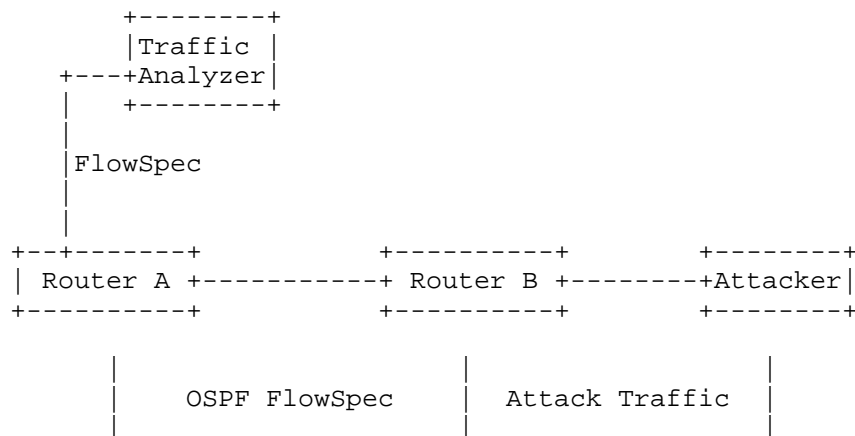 Traffic
Analyzer
FlowSpec
Router A Router B Attacker
OSPF FlowSpec Attack Traffic